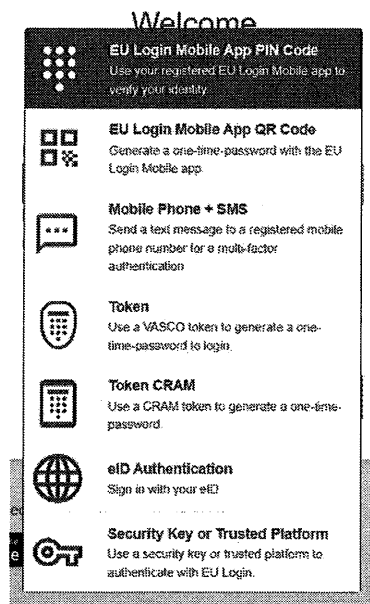 Welcome
EU Login Mobile App PIN Code
Use your registered EU Login Mobile app to
verify your identity.
EU Login Mobile App QR Code
Generate a one-time-password with the EU
Login Mobile app
Mobile Phone + SMS
Send a text message to a registered mobile
phone number for a multi-factor
authentication
Token
Use a VASCO token to generate a one-
time-password to login.
Token CRAM
Use a CRAM token to generate a one-time-
password.
eID Authentication
Sign in with your eID
Security Key or Trusted Platform
Use a security key or trusted platform to
authenticate with EU Login.